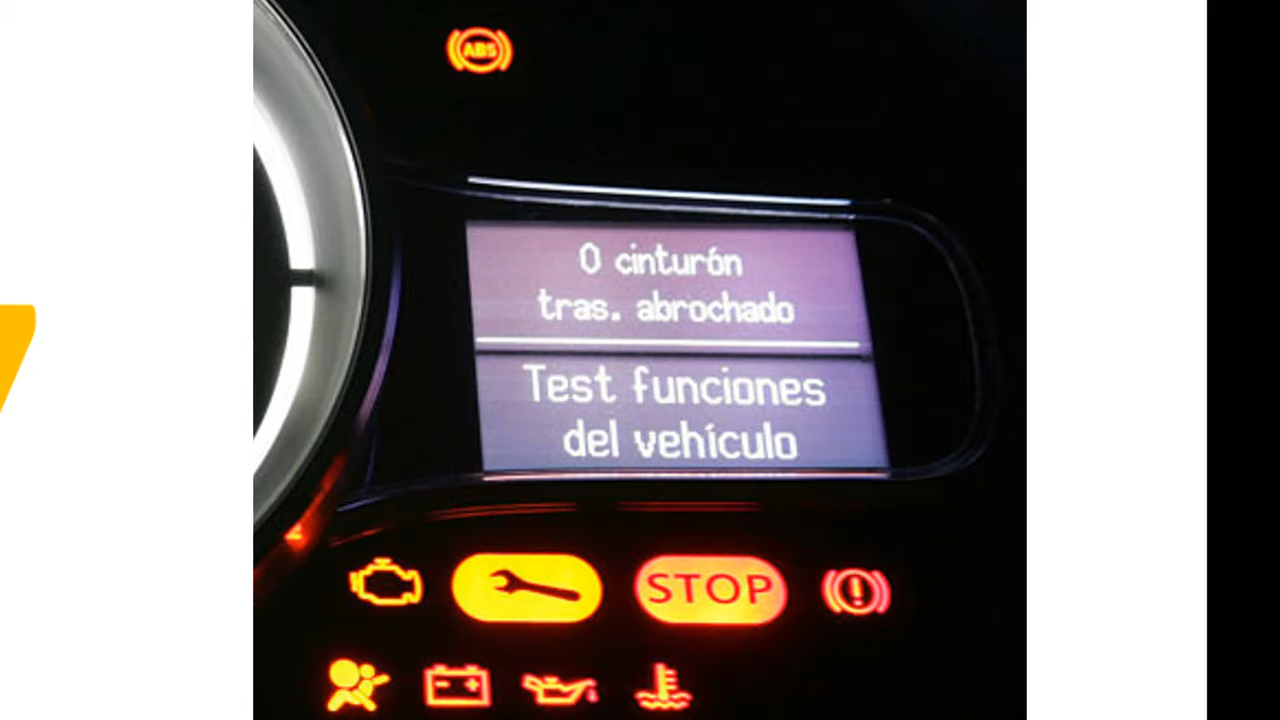 ABS
0 cinturón
tras. abrochado
Test funciones
del vehículo
STOP